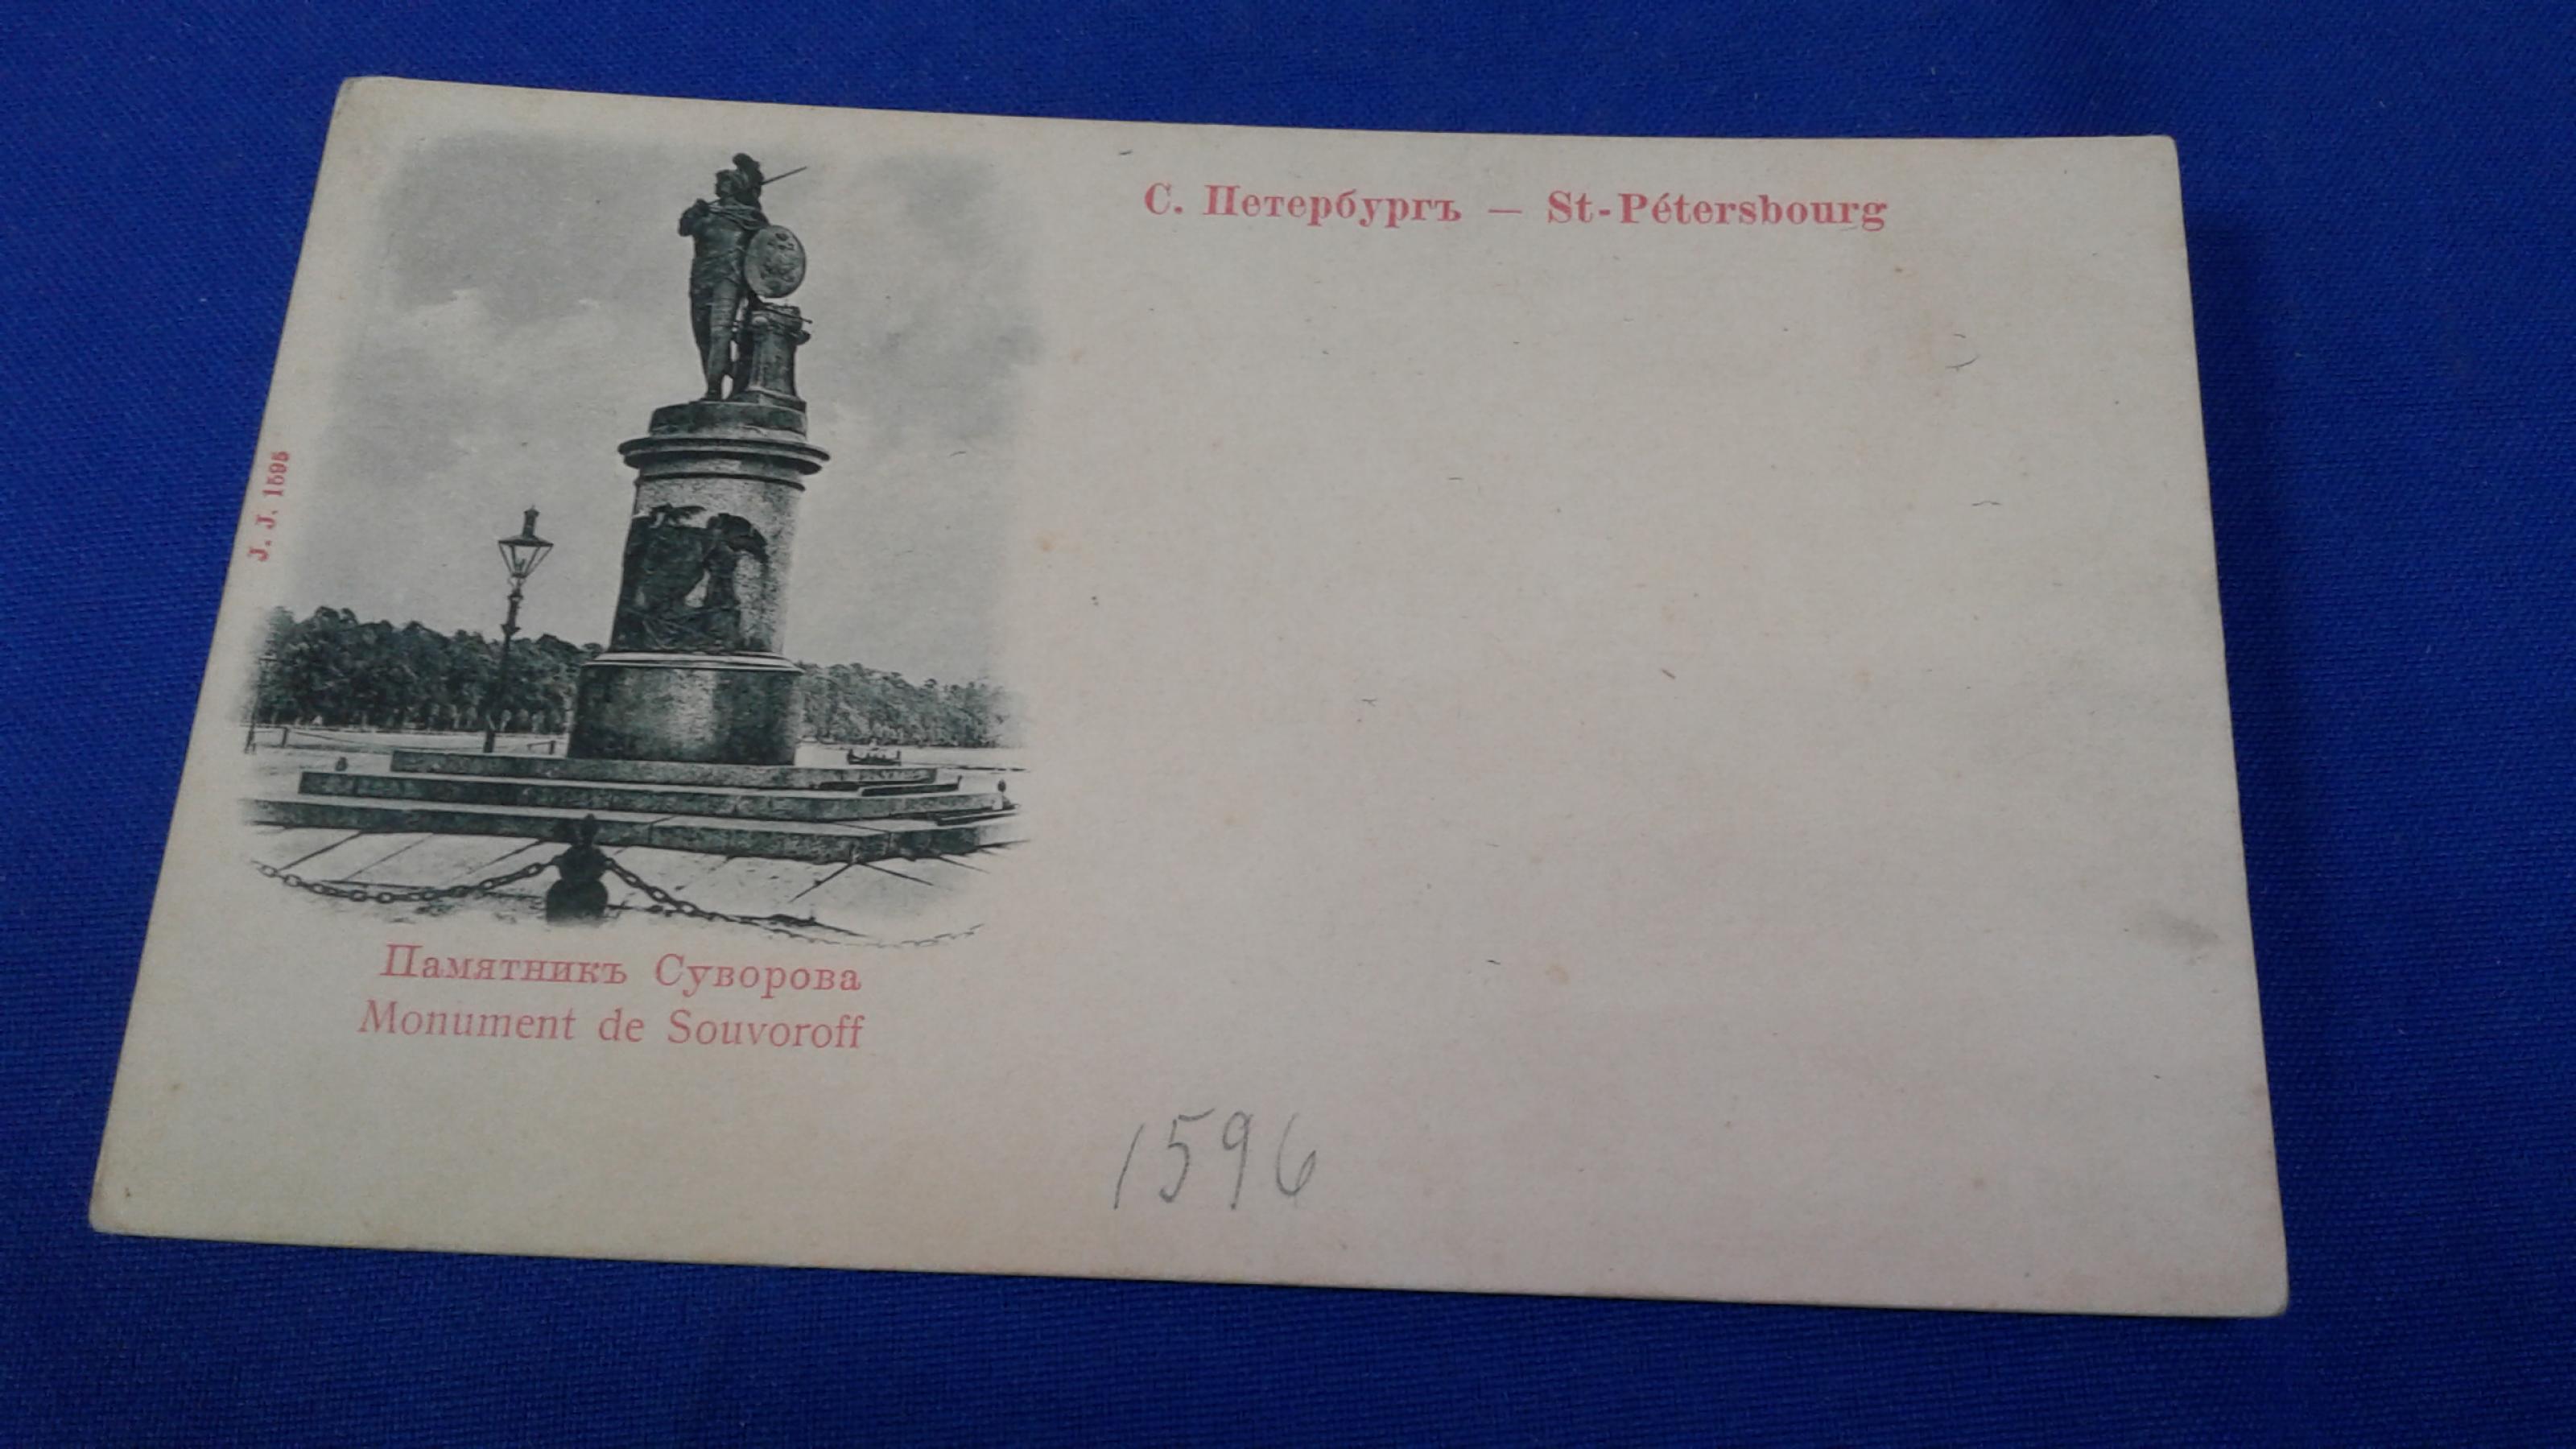 С. Петербургъ — St-Pétersbourg
J. J. 1595
Памятникъ Суворова
Monument de Souvoroff
1596